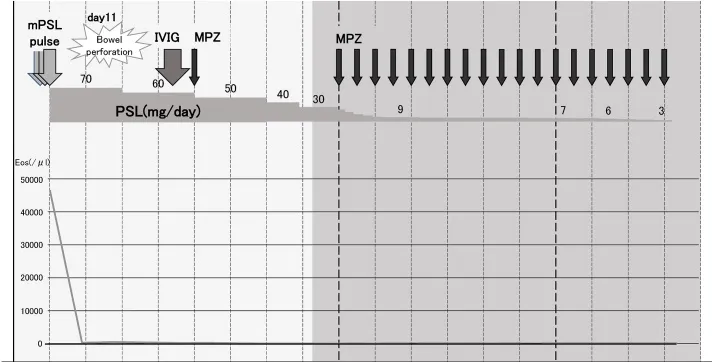 mPSL
pulse
day11
Bowel
perforation
IVIG
MPZ
MPZ
70
60
50
40
30
9
7
6
3
PSL(mg/day)
Eos(/μl)
50000
40000
30000
20000
10000
0